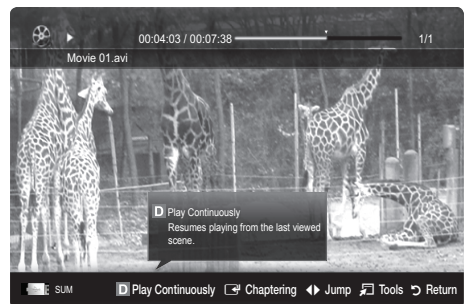 00:04:03 / 00:07:38 1/1
Movie 01.avi
D Play Continuously
Resumes playing from the last viewed
scene.
SUM D Play Continuously Chaptering Jump Tools Return